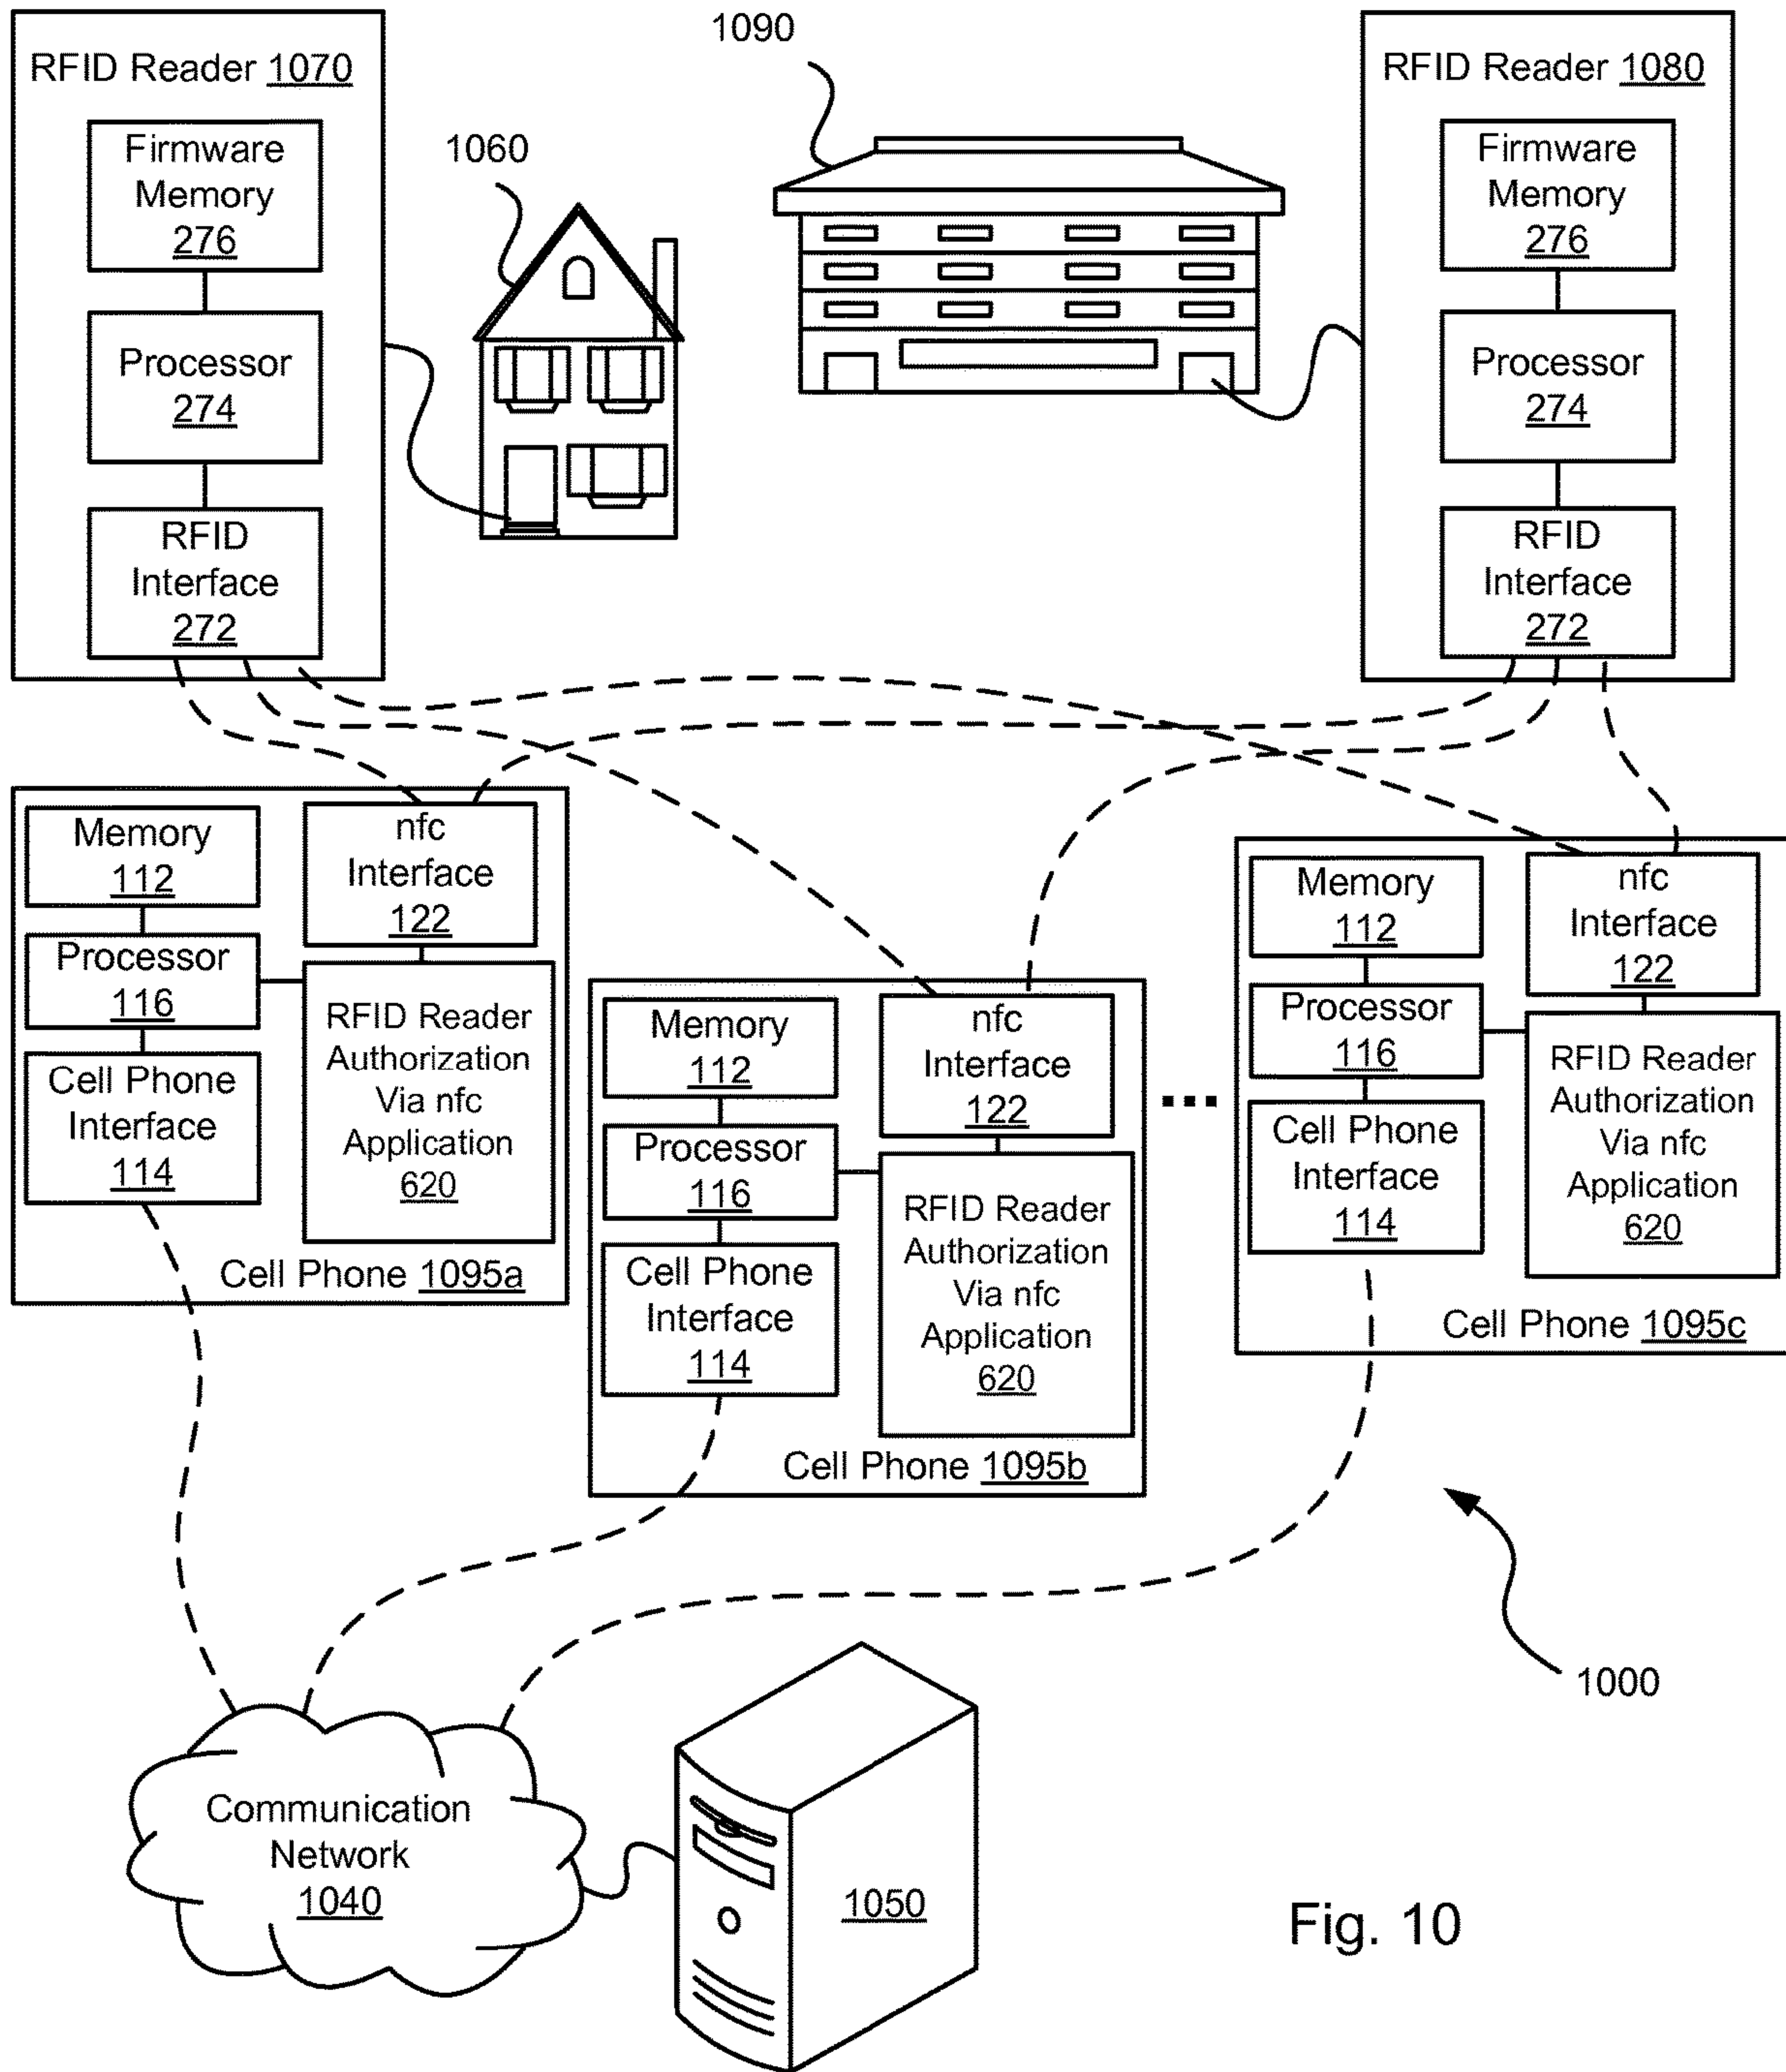 RFID Reader 1070
Firmware
Memory
276
Processor
274
RFID
Interface
272
1060
1090
RFID Reader 1080
Firmware
Memory
276
Processor
274
RFID
Interface
272
Memory
112
Processor
116
Cell Phone
Interface
114
nfc
Interface
122
RFID Reader
Authorization
Via nfc
Application
620
Cell Phone 1095a
Memory
112
Processor
116
Cell Phone
Interface
114
nfc
Interface
122
RFID Reader
Authorization
Via nfc
Application
620
Cell Phone 1095b
...
Memory
112
Processor
116
Cell Phone
Interface
114
nfc
Interface
122
RFID Reader
Authorization
Via nfc
Application
620
Cell Phone 1095c
1000
Communication
Network
1040
1050
Fig. 10